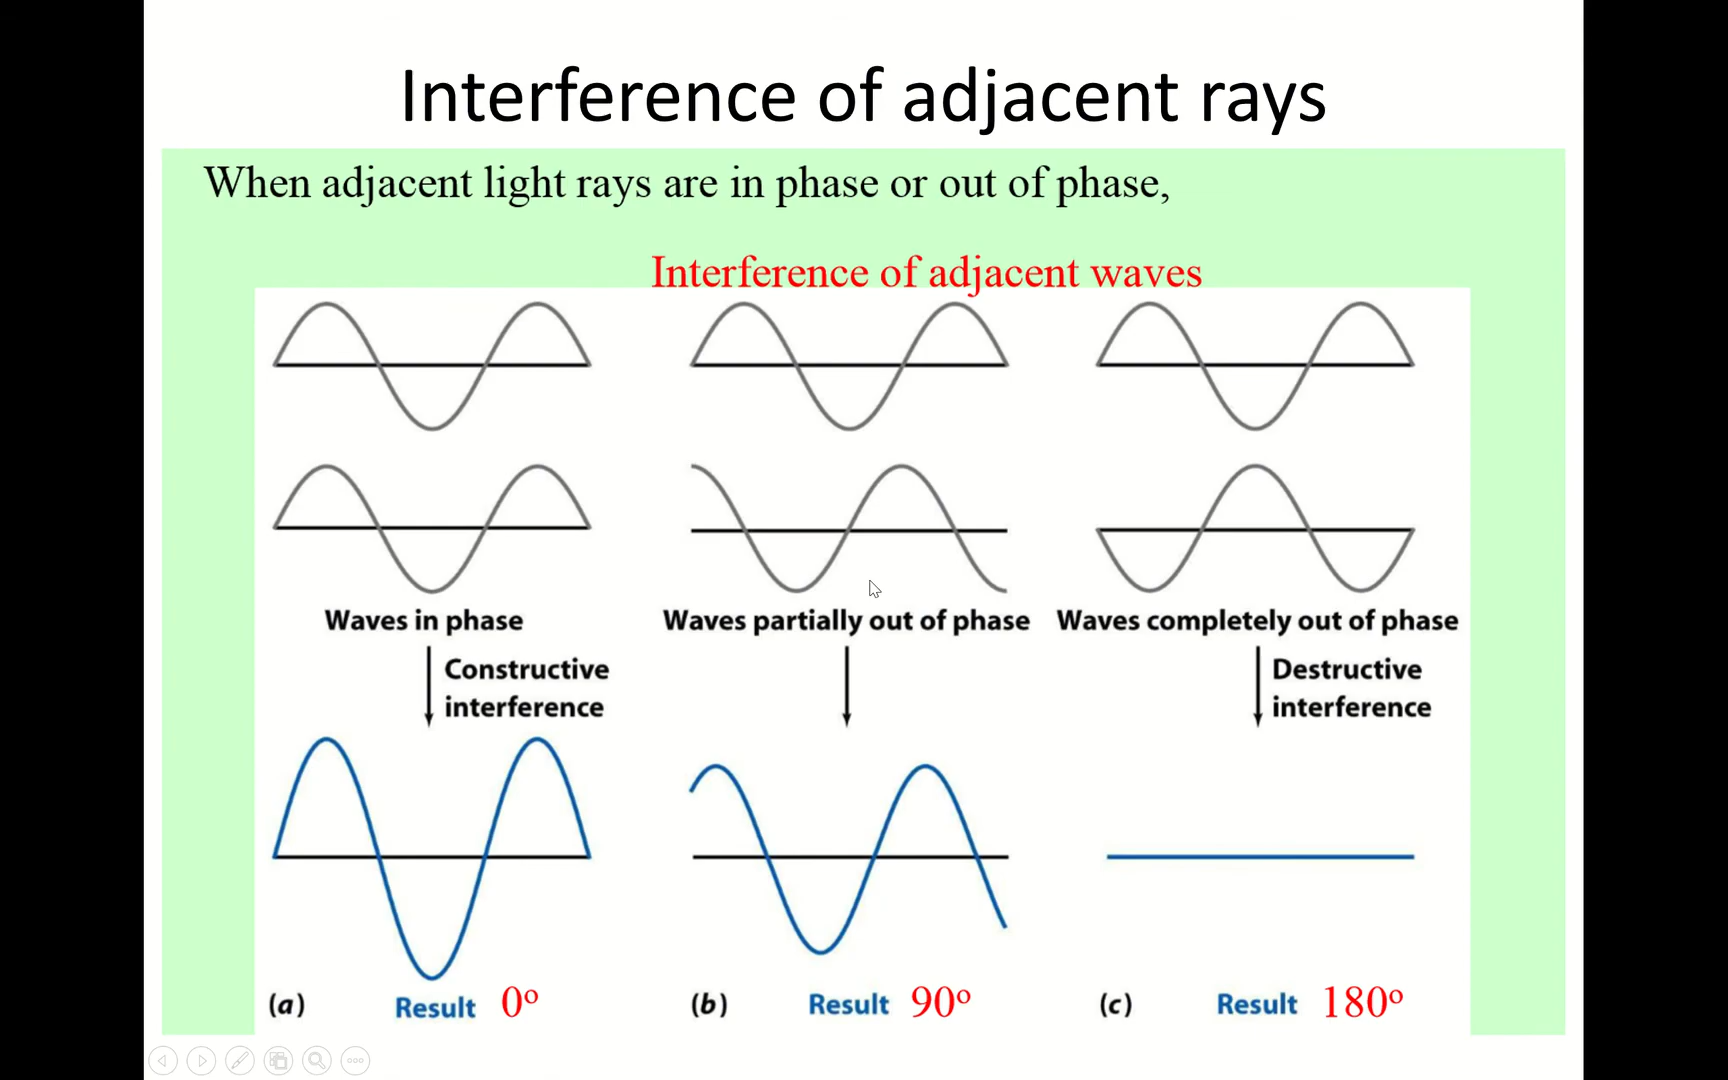 Interference of adjacent rays
When adjacent light rays are in phase or out of phase,
Interference of adjacent waves
Waves in phase
Waves partially out of phase
Waves completely out of phase
Constructive
interference
Destructive
interference
(a) Result 0º
(b) Result 90º
(c) Result 180º